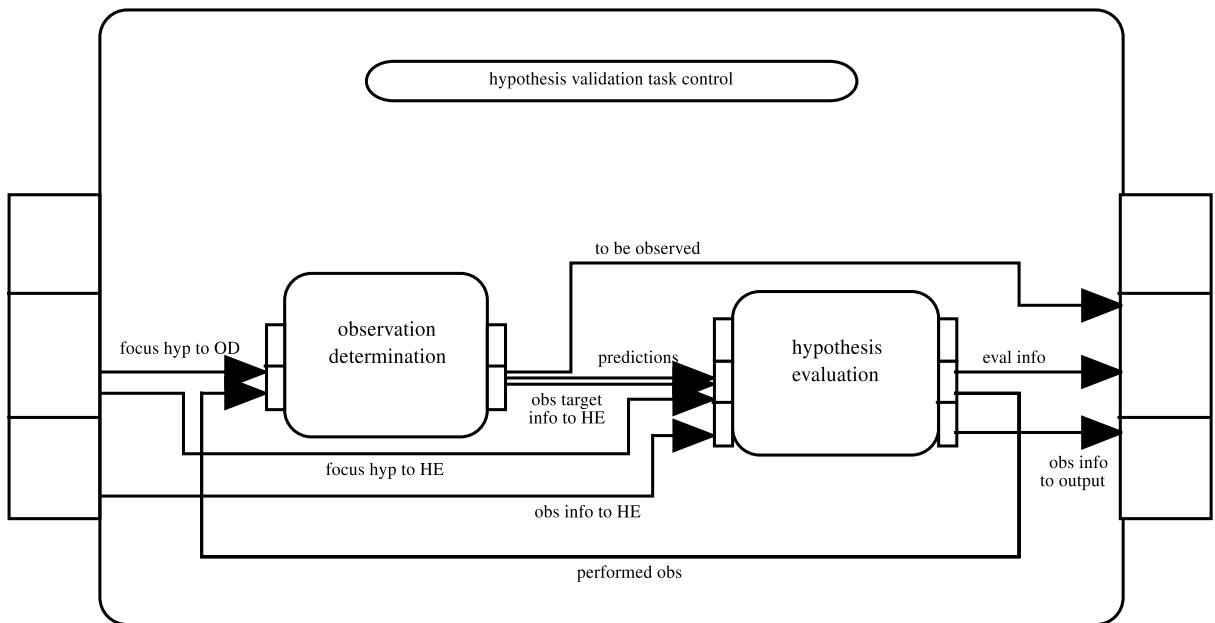 hypothesis validation task control
to be observed
observation
determination
hypothesis
evaluation
focus hyp to OD
predictions
eval info
obs target
info to HE
focus hyp to HE
obs info
to output
obs info to HE
performed obs